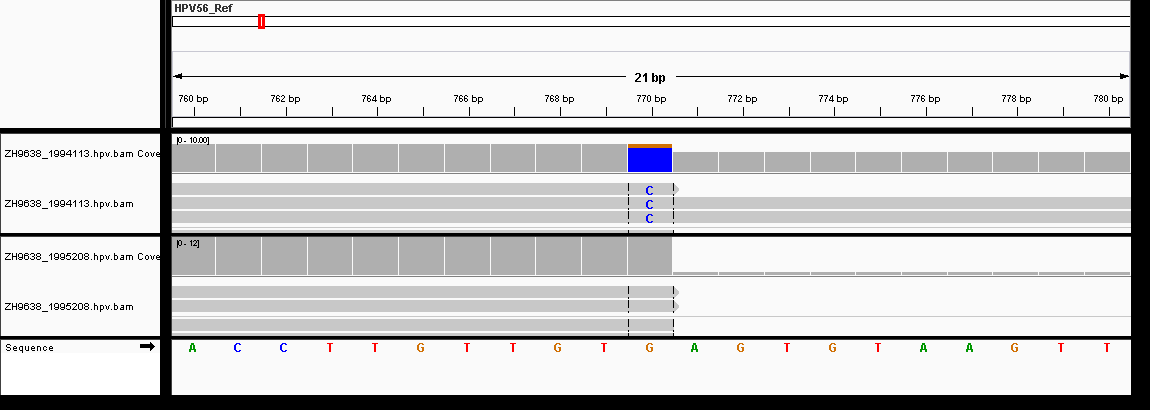 HPV56_Ref
21 bp
760 bp 762 bp 764 bp 766 bp 768 bp 770 bp 772 bp 774 bp 776 bp 778 bp 780 bp
[0 - 10.00]
ZH9638_1994113.hpv.bam Cove
ZH9638_1994113.hpv.bam
C
C
C
[0 - 12]
ZH9638_1995208.hpv.bam Cove
ZH9638_1995208.hpv.bam
Sequence A C C T T G T T G T G A G T G T A A G T T